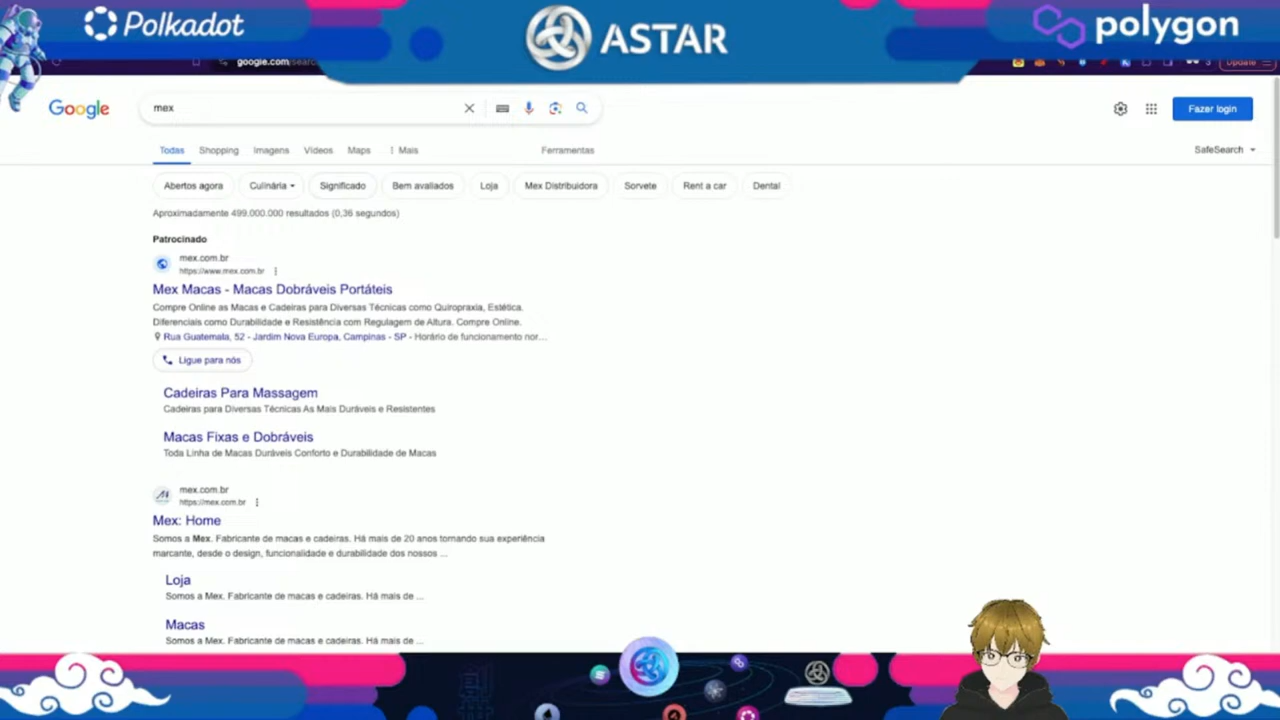 Polkadot
ASTAR
polygon
google.com/searc
Update
Google
mex
Fazer login
Todas Shopping Imagens Vídeos Maps Mais Ferramentas
SafeSearch
Abertos agora Culinária Significado Bem avaliados Loja Mex Distribuidora Sorvete Rent a car Dental
Aproximadamente 499.000.000 resultados (0,36 segundos)
Patrocinado
mex.com.br
https://www.mex.com.br
Mex Macas - Macas Dobráveis Portáteis
Compre Online as Macas e Cadeiras para Diversas Técnicas como Quiropraxia, Estética.
Diferenciais como Durabilidade e Resistência com Regulagem de Altura. Compre Online.
Rua Guatemala, 52 - Jardim Nova Europa, Campinas - SP - Horário de funcionamento nor...
Ligue para nós
Cadeiras Para Massagem
Cadeiras para Diversas Técnicas As Mais Duráveis e Resistentes
Macas Fixas e Dobráveis
Toda Linha de Macas Duráveis Conforto e Durabilidade de Macas
mex.com.br
https://mex.com.br
Mex: Home
Somos a Mex. Fabricante de macas e cadeiras. Há mais de 20 anos tornando sua experiência
marcante, desde o design, funcionalidade e durabilidade dos nossos ...
Loja
Somos a Mex. Fabricante de macas e cadeiras. Há mais de ...
Macas
Somos a Mex. Fabricante de macas e cadeiras. Há mais de ...